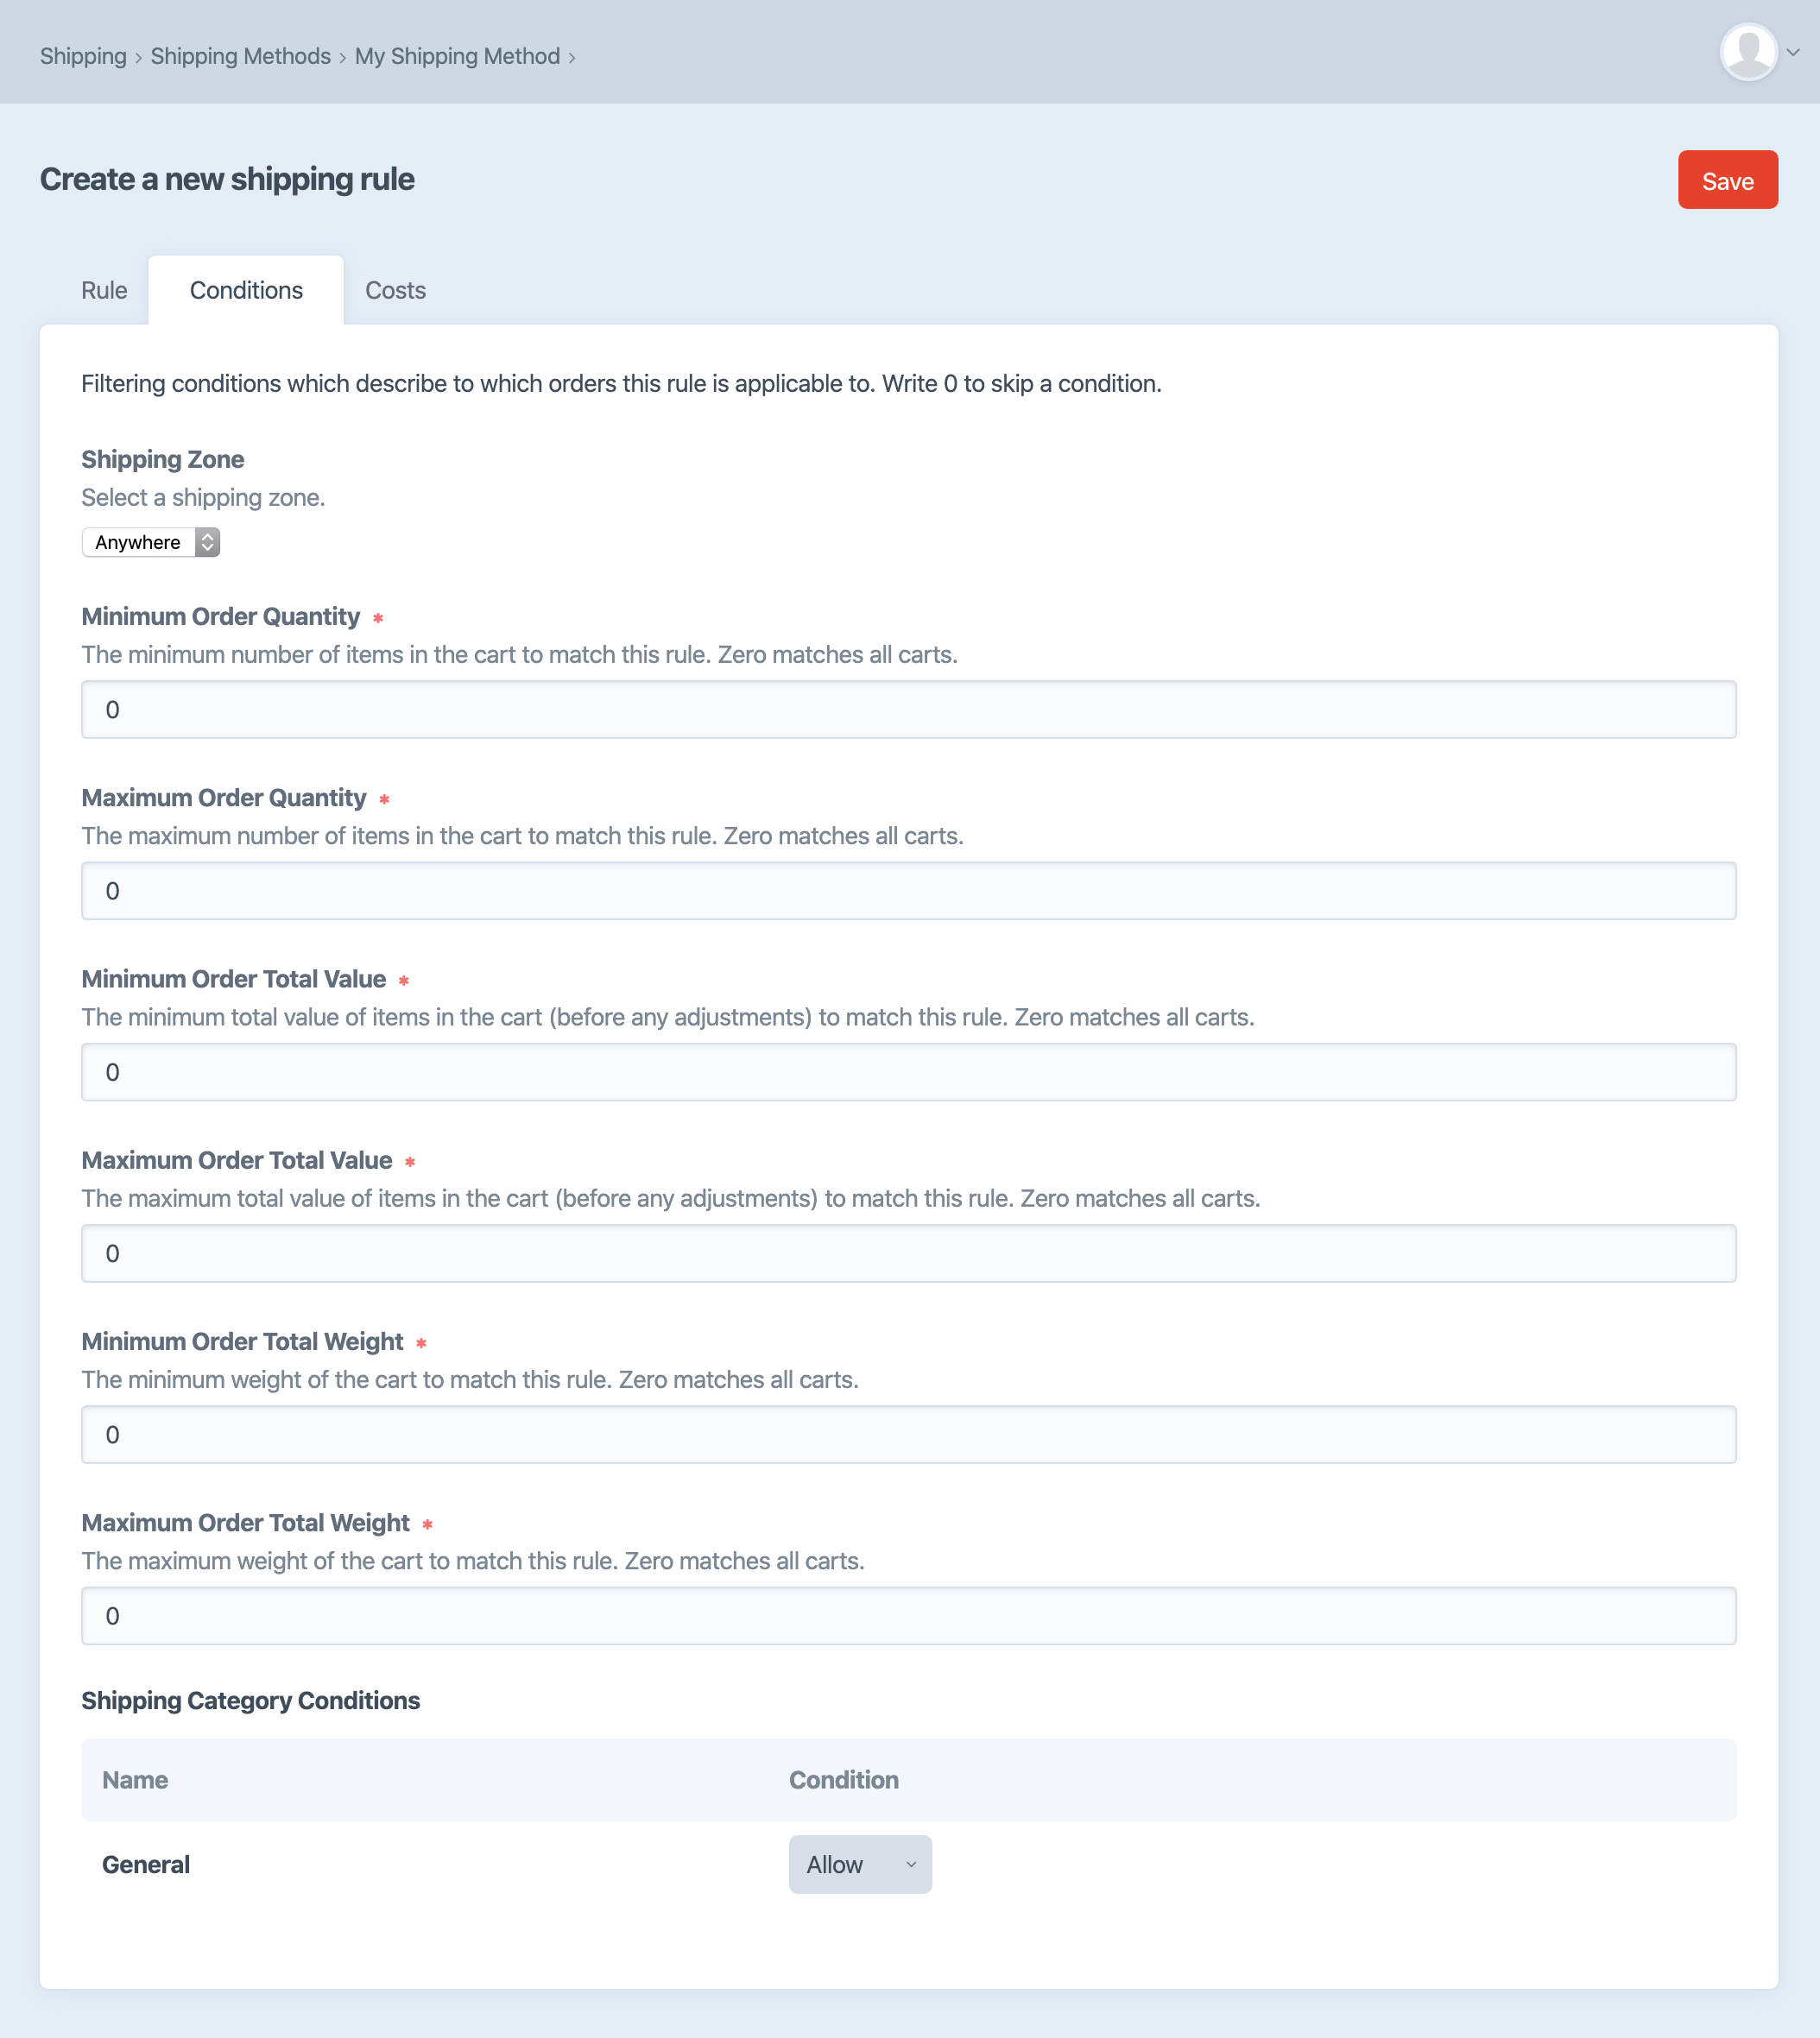 Shipping › Shipping Methods › My Shipping Method ›
Create a new shipping rule
Save
Rule
Conditions
Costs
Filtering conditions which describe to which orders this rule is applicable to. Write 0 to skip a condition.
Shipping Zone
Select a shipping zone.
Anywhere
Minimum Order Quantity *
The minimum number of items in the cart to match this rule. Zero matches all carts.
0
Maximum Order Quantity *
The maximum number of items in the cart to match this rule. Zero matches all carts.
0
Minimum Order Total Value *
The minimum total value of items in the cart (before any adjustments) to match this rule. Zero matches all carts.
0
Maximum Order Total Value *
The maximum total value of items in the cart (before any adjustments) to match this rule. Zero matches all carts.
0
Minimum Order Total Weight *
The minimum weight of the cart to match this rule. Zero matches all carts.
0
Maximum Order Total Weight *
The maximum weight of the cart to match this rule. Zero matches all carts.
0
Shipping Category Conditions
Name Condition
General Allow